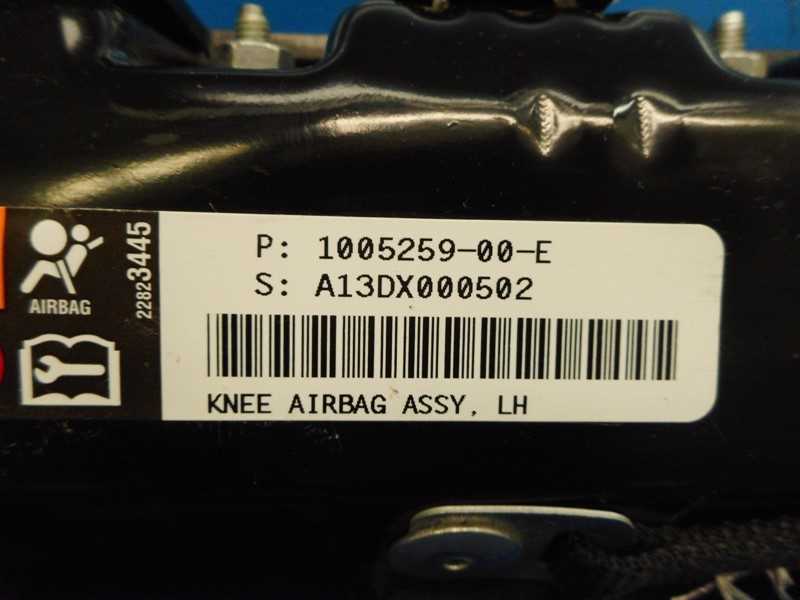 P: 1005259-00-E
S: A13DX000502
KNEE AIRBAG ASSY, LH
AIRBAG
22823445